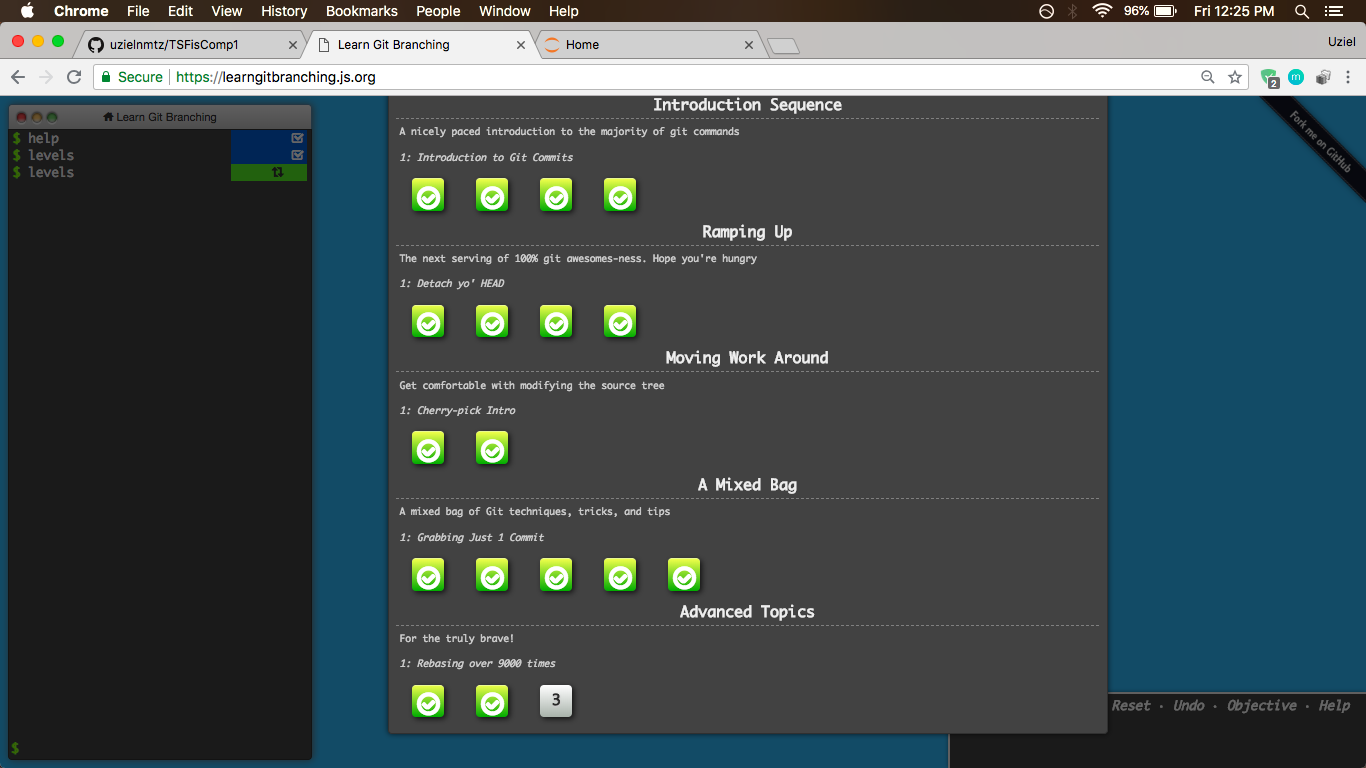 Chrome File Edit View History Bookmarks People Window Help 96% Fri 12:25 PM
uzielnmtz/TSFisComp1 Learn Git Branching Home Uziel
Secure https://learngitbranching.js.org 2 m
Learn Git Branching
$ help
$ levels
$ levels
$
Introduction Sequence
A nicely paced introduction to the majority of git commands
1: Introduction to Git Commits
Ramping Up
The next serving of 100% git awesomes-ness. Hope you're hungry
1: Detach yo' HEAD
Moving Work Around
Get comfortable with modifying the source tree
1: Cherry-pick Intro
A Mixed Bag
A mixed bag of Git techniques, tricks, and tips
1: Grabbing Just 1 Commit
Advanced Topics
For the truly brave!
1: Rebasing over 9000 times
3
Fork me on GitHub
Reset · Undo · Objective · Help